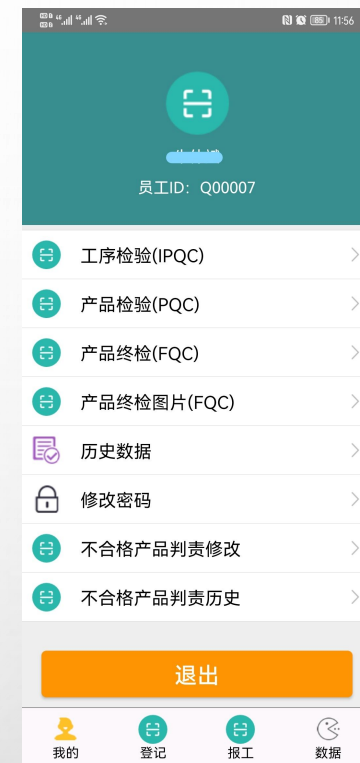 85 11:56
员工ID: Q00007
工序检验(IPQC)
产品检验(PQC)
产品终检(FQC)
产品终检图片(FQC)
历史数据
修改密码
不合格产品判责修改
不合格产品判责历史
退出
我的 登记 报工 数据